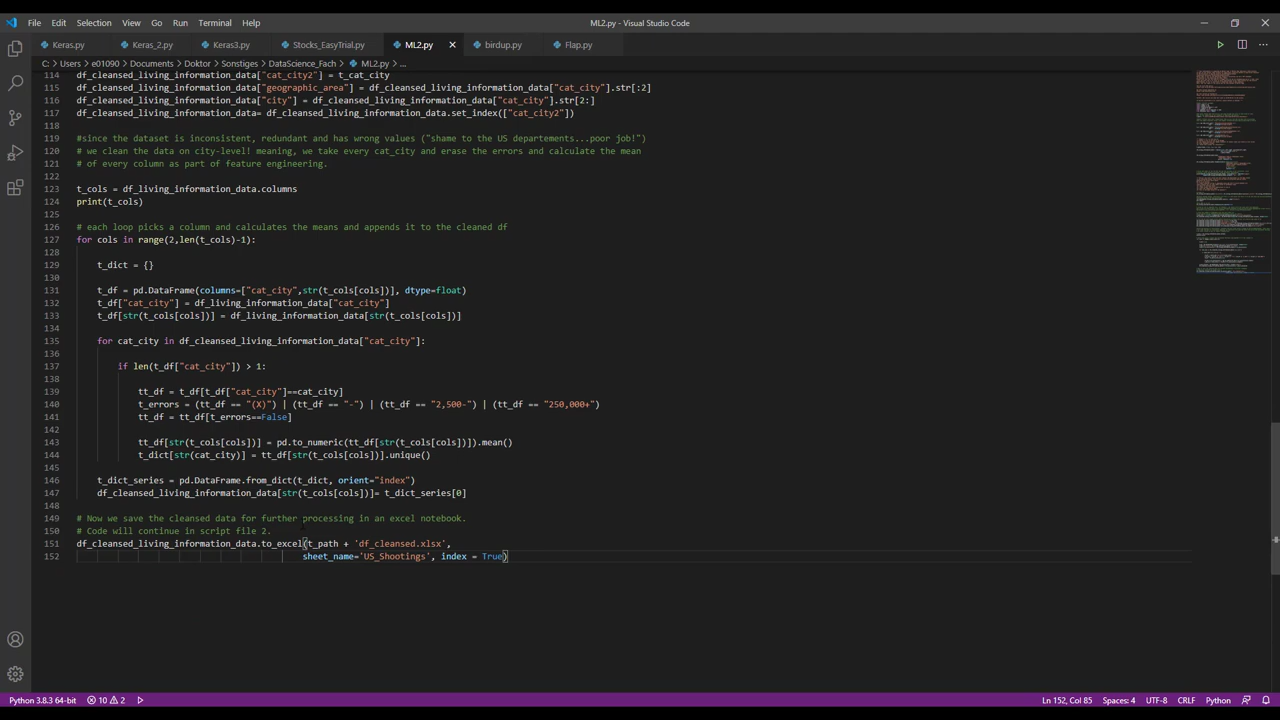 File Edit Selection View Go Run Terminal Help
ML2.py - Visual Studio Code
Keras.py Keras_2.py Keras3.py Stocks_EasyTrial.py ML2.py birdup.py Flap.py
C: > Users > e01090 > Documents > Doktor > Sonstiges > DataScience_Fach > ML2.py > ...
114 df_cleansed_living_information_data["cat_city2"] = t_cat_city
115 df_cleansed_living_information_data["geographic_area"] = df_cleansed_living_information_data["cat_city"].str[:2]
116 df_cleansed_living_information_data["city"] = df_cleansed_living_information_data["cat_city"].str[2:]
117 df_cleansed_living_information_data= df_cleansed_living_information_data.set_index(["cat_city2"])
118
119 #since the dataset is inconsistent, redundant and haswrong values ("shame to the usdepartements...poor job!")
120 # we clean the data on city-level! meaning, we take every cat_city and erase the errors and calculate the mean
121 # of every column as part of feature engineering.
122
123 t_cols = df_living_information_data.columns
124 print(t_cols)
125
126 # each loop picks a column and calculates the means and appends it to the cleaned df
127 for cols in range(2,len(t_cols)-1):
128
129 t_dict = {}
130
131 t_df = pd.DataFrame(columns=["cat_city",str(t_cols[cols])], dtype=float)
132 t_df["cat_city"] = df_living_information_data["cat_city"]
133 t_df[str(t_cols[cols])] = df_living_information_data[str(t_cols[cols])]
134
135 for cat_city in df_cleansed_living_information_data["cat_city"]:
136
137 if len(t_df["cat_city"]) > 1:
138
139 tt_df = t_df[t_df["cat_city"]==cat_city]
140 t_errors = (tt_df == "(X)") | (tt_df == "-") | (tt_df == "2,500-") | (tt_df == "250,000+")
141 tt_df = tt_df[t_errors==False]
142
143 tt_df[str(t_cols[cols])] = pd.to_numeric(tt_df[str(t_cols[cols])]).mean()
144 t_dict[str(cat_city)] = tt_df[str(t_cols[cols])].unique()
145
146 t_dict_series = pd.DataFrame.from_dict(t_dict, orient="index")
147 df_cleansed_living_information_data[str(t_cols[cols])]= t_dict_series[0]
148
149 # Now we save the cleansed data for further processing in an excel notebook.
150 # Code will continue in script file 2.
151 df_cleansed_living_information_data.to_excel(t_path + 'df_cleansed.xlsx',
152 sheet_name='US_Shootings', index = True)
Python 3.8.3 64-bit 10 2 Ln 152, Col 85 Spaces: 4 UTF-8 CRLF Python